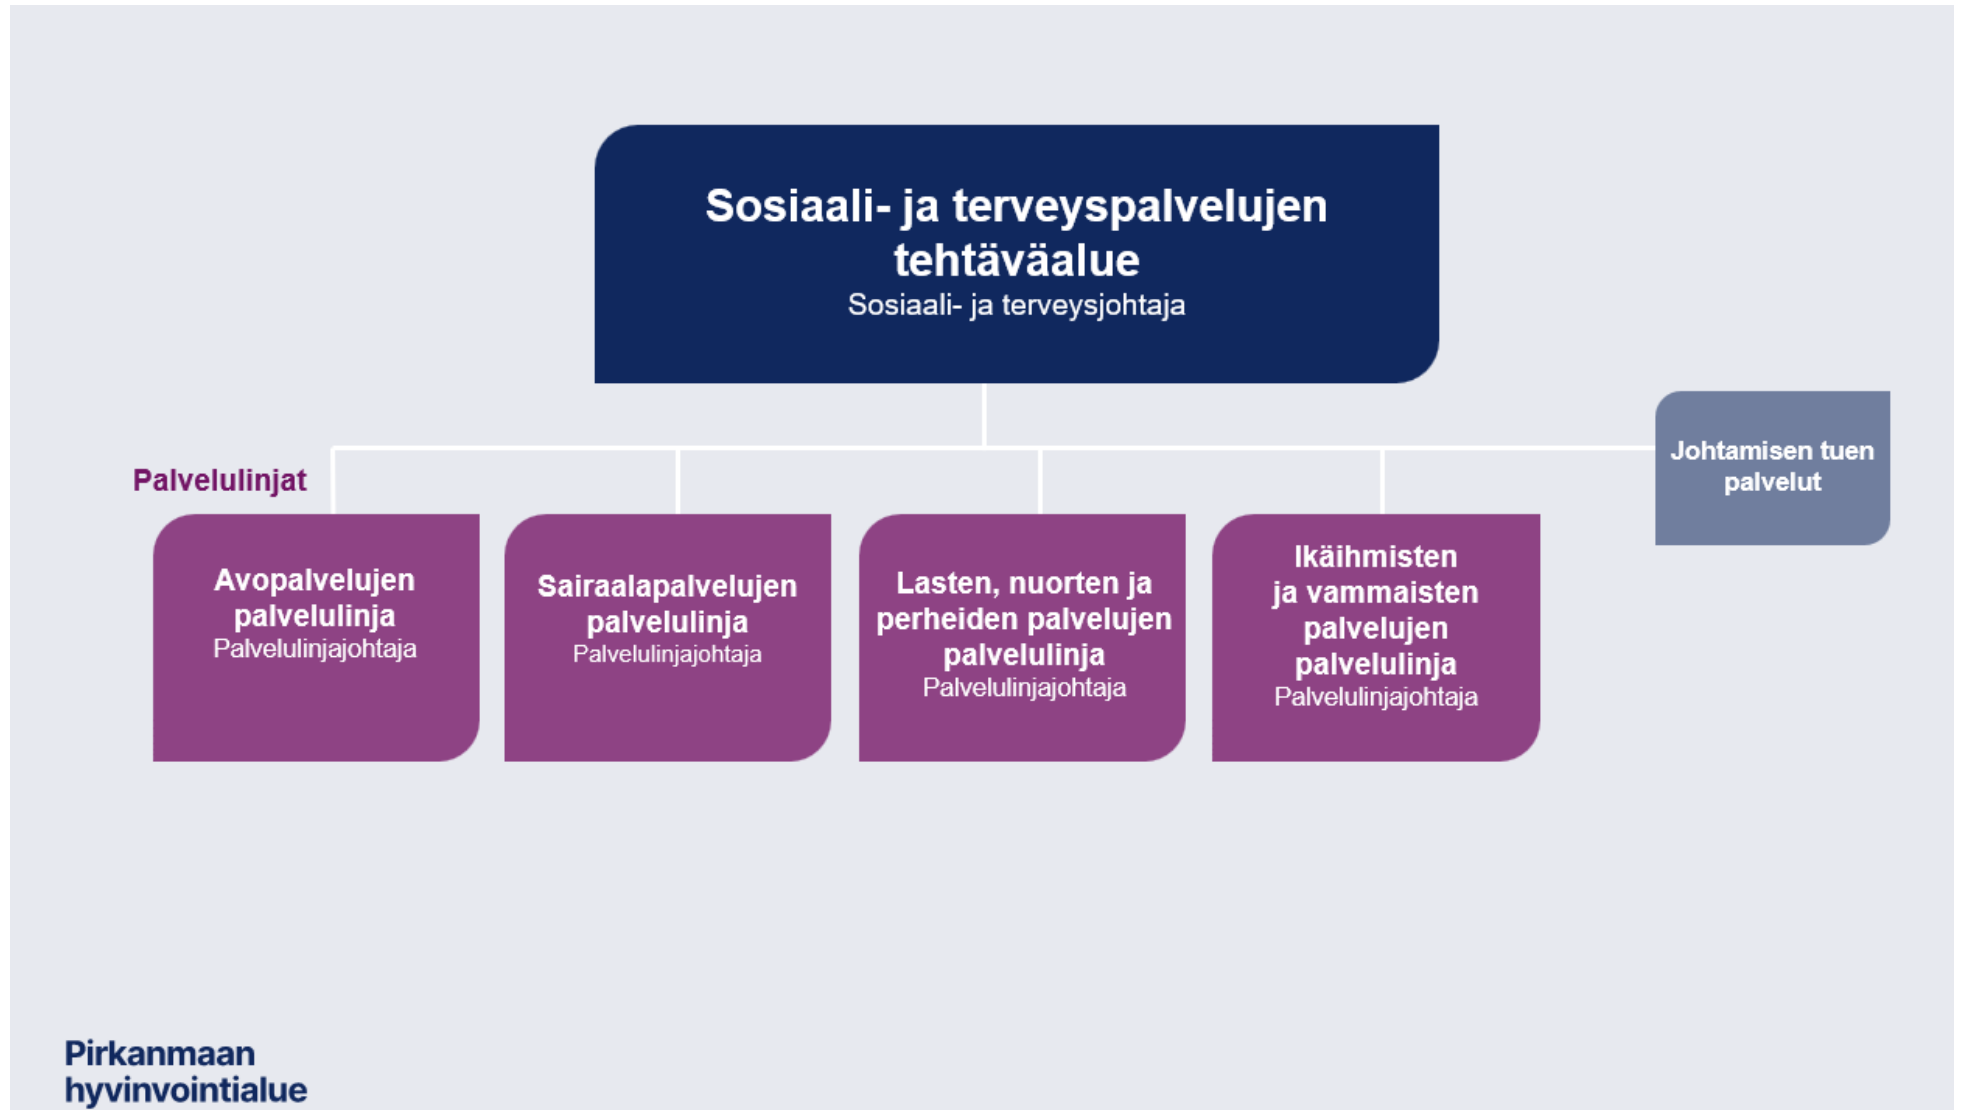 Sosiaali- ja terveyspalvelujen
tehtäväalue
Sosiaali- ja terveysjohtaja
Johtamisen tuen
palvelut
Palvelulinjat
Avopalvelujen
palvelulinja
Palvelulinjajohtaja
Sairaalapalvelujen
palvelulinja
Palvelulinjajohtaja
Lasten, nuorten ja
perheiden palvelujen
palvelulinja
Palvelulinjajohtaja
Ikäihmisten
ja vammaisten
palvelujen
palvelulinja
Palvelulinjajohtaja
Pirkanmaan
hyvinvointialue